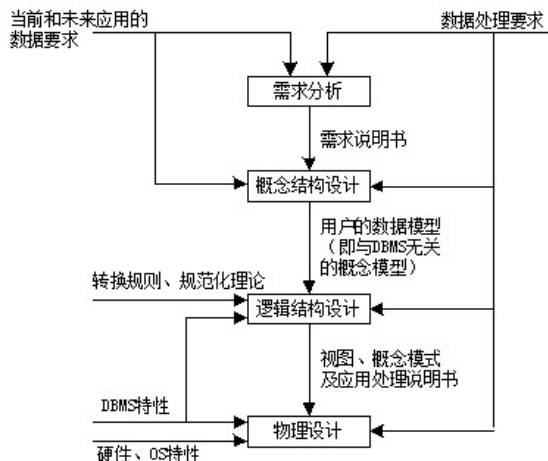 当前和未来应用的
数据要求
数据处理要求
需求分析
需求说明书
概念结构设计
用户的数据模型
（即与DBMS无关
的概念模型）
转换规则、规范化理论
逻辑结构设计
视图、概念模式
及应用处理说明书
DBMS特性
物理设计
硬件、OS特性